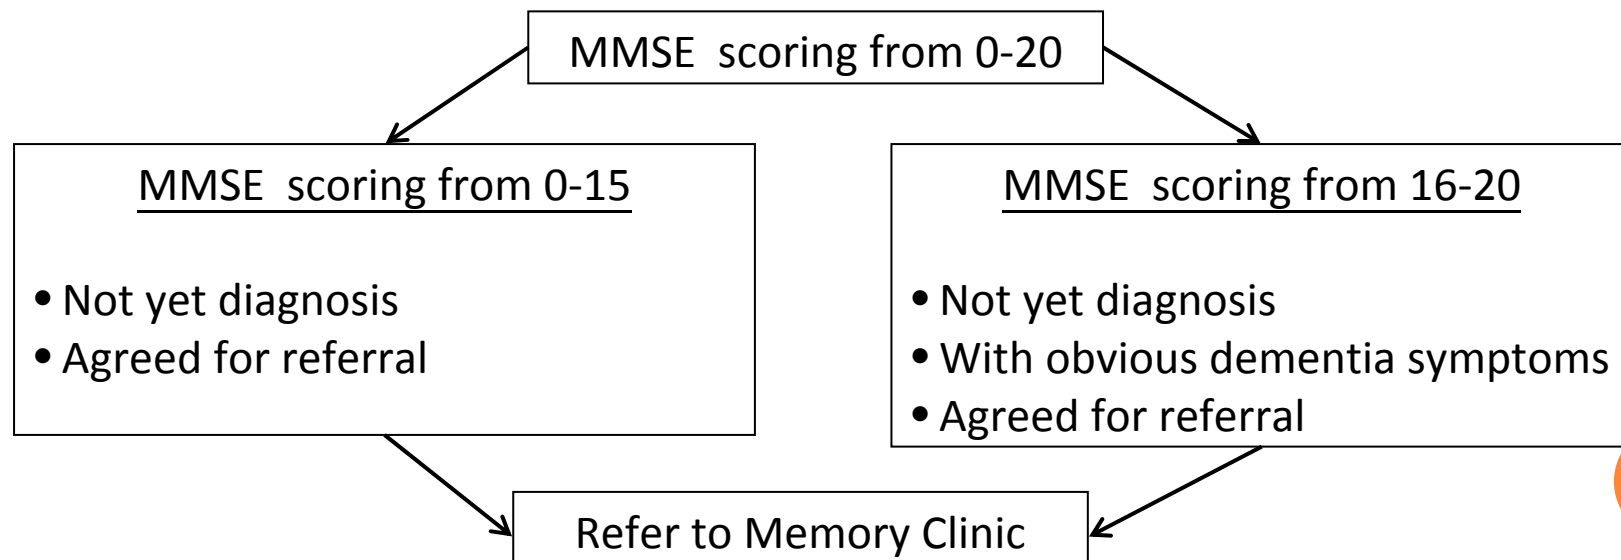 MMSE scoring from 0-20
MMSE scoring from 0-15
• Not yet diagnosis
• Agreed for referral
MMSE scoring from 16-20
• Not yet diagnosis
• With obvious dementia symptoms
• Agreed for referral
Refer to Memory Clinic